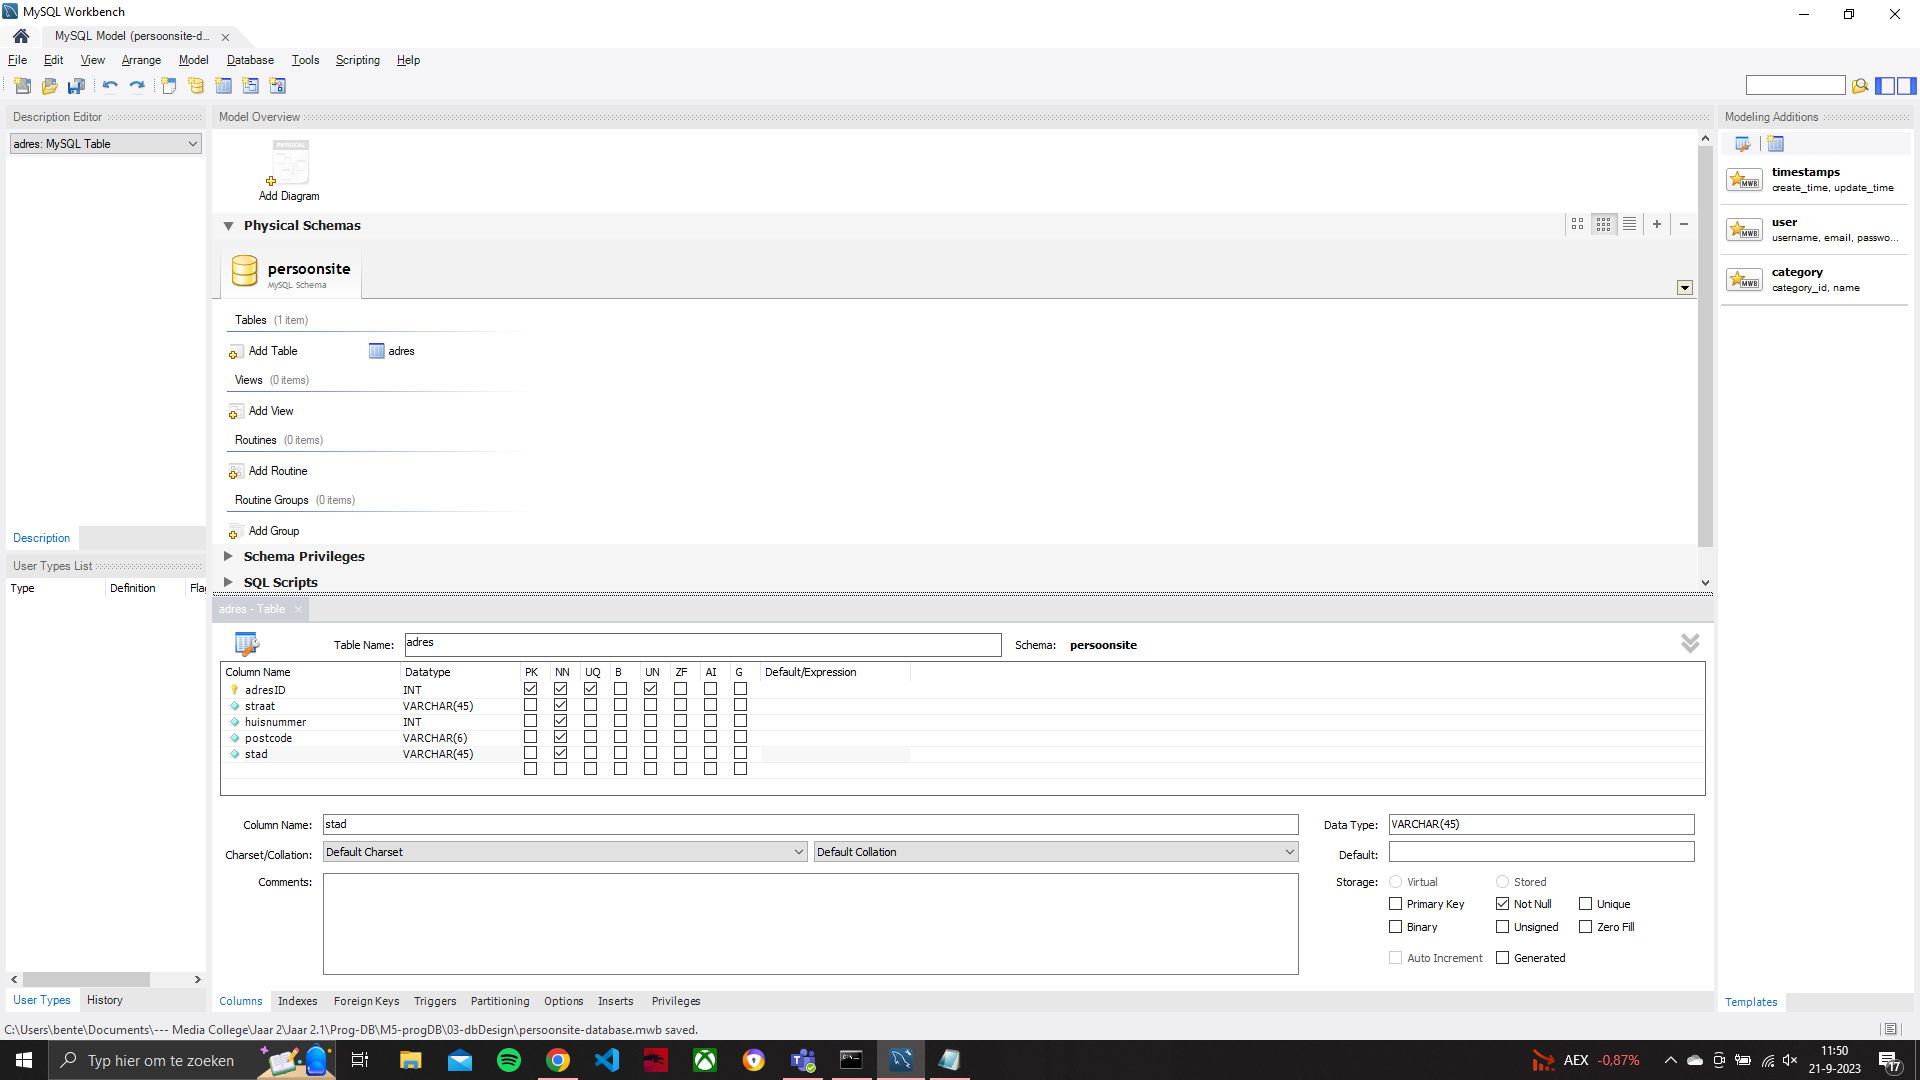 MySQL Workbench
MySQL Model (persoonsite-d...
File Edit View Arrange Model Database Tools Scripting Help
Description Editor
adres: MySQL Table
Description
User Types List
Type Definition Flag
User Types History
Model Overview
PHYSICAL
Add Diagram
Physical Schemas
persoonsite
MySQL Schema
Tables (1 item)
Add Table adres
Views (0 items)
Add View
Routines (0 items)
Add Routine
Routine Groups (0 items)
Add Group
Schema Privileges
SQL Scripts
adres - Table
Table Name: adres Schema: persoonsite
Column Name Datatype PK NN UQ B UN ZF AI G Default/Expression
adresID INT
straat VARCHAR(45)
huisnummer INT
postcode VARCHAR(6)
stad VARCHAR(45)
Column Name: stad Data Type: VARCHAR(45)
Charset/Collation: Default Charset Default Collation Default:
Comments: Storage: Virtual Stored
Primary Key Not Null Unique
Binary Unsigned Zero Fill
Auto Increment Generated
Columns Indexes Foreign Keys Triggers Partitioning Options Inserts Privileges
Modeling Additions
MWB timestamps
create_time, update_time
MWB user
username, email, passwo...
MWB category
category_id, name
Templates
C:\Users\bente\Documents\--- Media College\Jaar 2\Jaar 2.1\Prog-DB\M5-progDB\03-dbDesign\persoonsite-database.mwb saved.
Typ hier om te zoeken
AEX -0,87%
11:50
21-9-2023
17